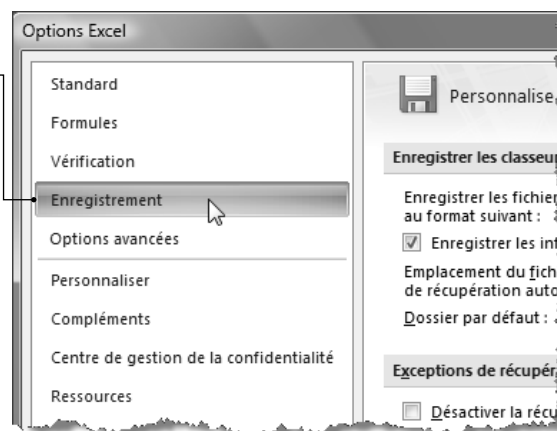 Options Excel
Standard
Formules
Vérification
Enregistrement
Options avancées
Personnaliser
Compléments
Centre de gestion de la confidentialité
Ressources
Personnalise
Enregistrer les classeu
Enregistrer les fichier
au format suivant :
Enregistrer les inf
Emplacement du fich
de récupération auto
Dossier par défaut :
Exceptions de récupér
Désactiver la récu